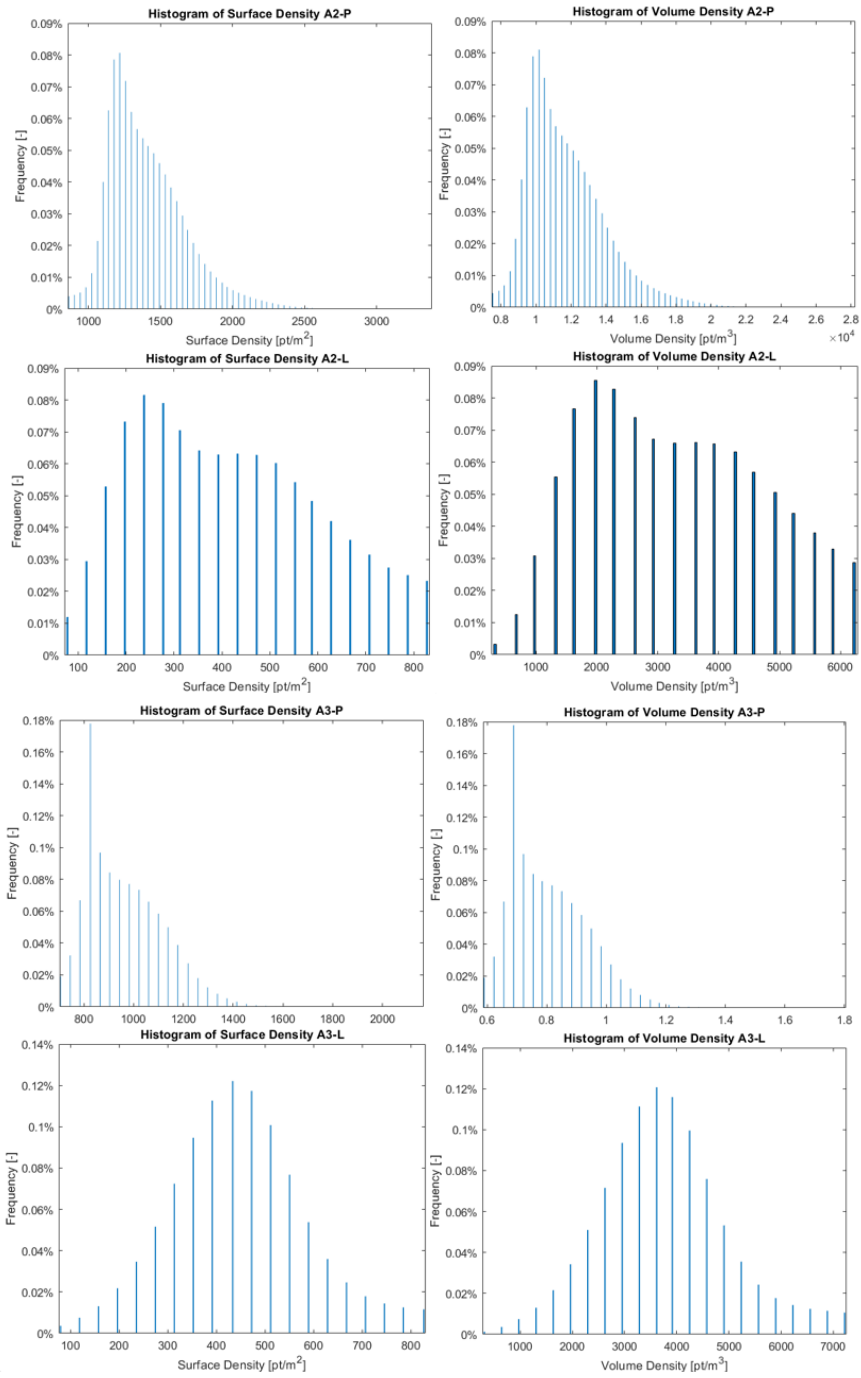 Histogram of Surface Density A2-P
0.09%
0.08%
0.07%
0.06%
0.05%
0.04%
0.03%
0.02%
0.01%
0%
Frequency [-]
1000 1500 2000 2500 3000
Surface Density [pt/m²]
Histogram of Volume Density A2-P
0.09%
0.08%
0.07%
0.06%
0.05%
0.04%
0.03%
0.02%
0.01%
0%
Frequency [-]
0.8 1 1.2 1.4 1.6 1.8 2 2.2 2.4 2.6 2.8
Volume Density [pt/m³]
×10⁴
Histogram of Surface Density A2-L
0.09%
0.08%
0.07%
0.06%
0.05%
0.04%
0.03%
0.02%
0.01%
0%
Frequency [-]
100 200 300 400 500 600 700 800
Surface Density [pt/m²]
Histogram of Volume Density A2-L
0.09%
0.08%
0.07%
0.06%
0.05%
0.04%
0.03%
0.02%
0.01%
0%
Frequency [-]
1000 2000 3000 4000 5000 6000
Volume Density [pt/m³]
Histogram of Surface Density A3-P
0.18%
0.16%
0.14%
0.12%
0.1%
0.08%
0.06%
0.04%
0.02%
0%
Frequency [-]
800 1000 1200 1400 1600 1800 2000
Histogram of Volume Density A3-P
0.18%
0.16%
0.14%
0.12%
0.1%
0.08%
0.06%
0.04%
0.02%
0%
Frequency [-]
0.6 0.8 1 1.2 1.4 1.6 1.8
Histogram of Surface Density A3-L
0.14%
0.12%
0.1%
0.08%
0.06%
0.04%
0.02%
0%
Frequency [-]
100 200 300 400 500 600 700 800
Surface Density [pt/m²]
Histogram of Volume Density A3-L
0.14%
0.12%
0.1%
0.08%
0.06%
0.04%
0.02%
0%
Frequency [-]
1000 2000 3000 4000 5000 6000 7000
Volume Density [pt/m³]